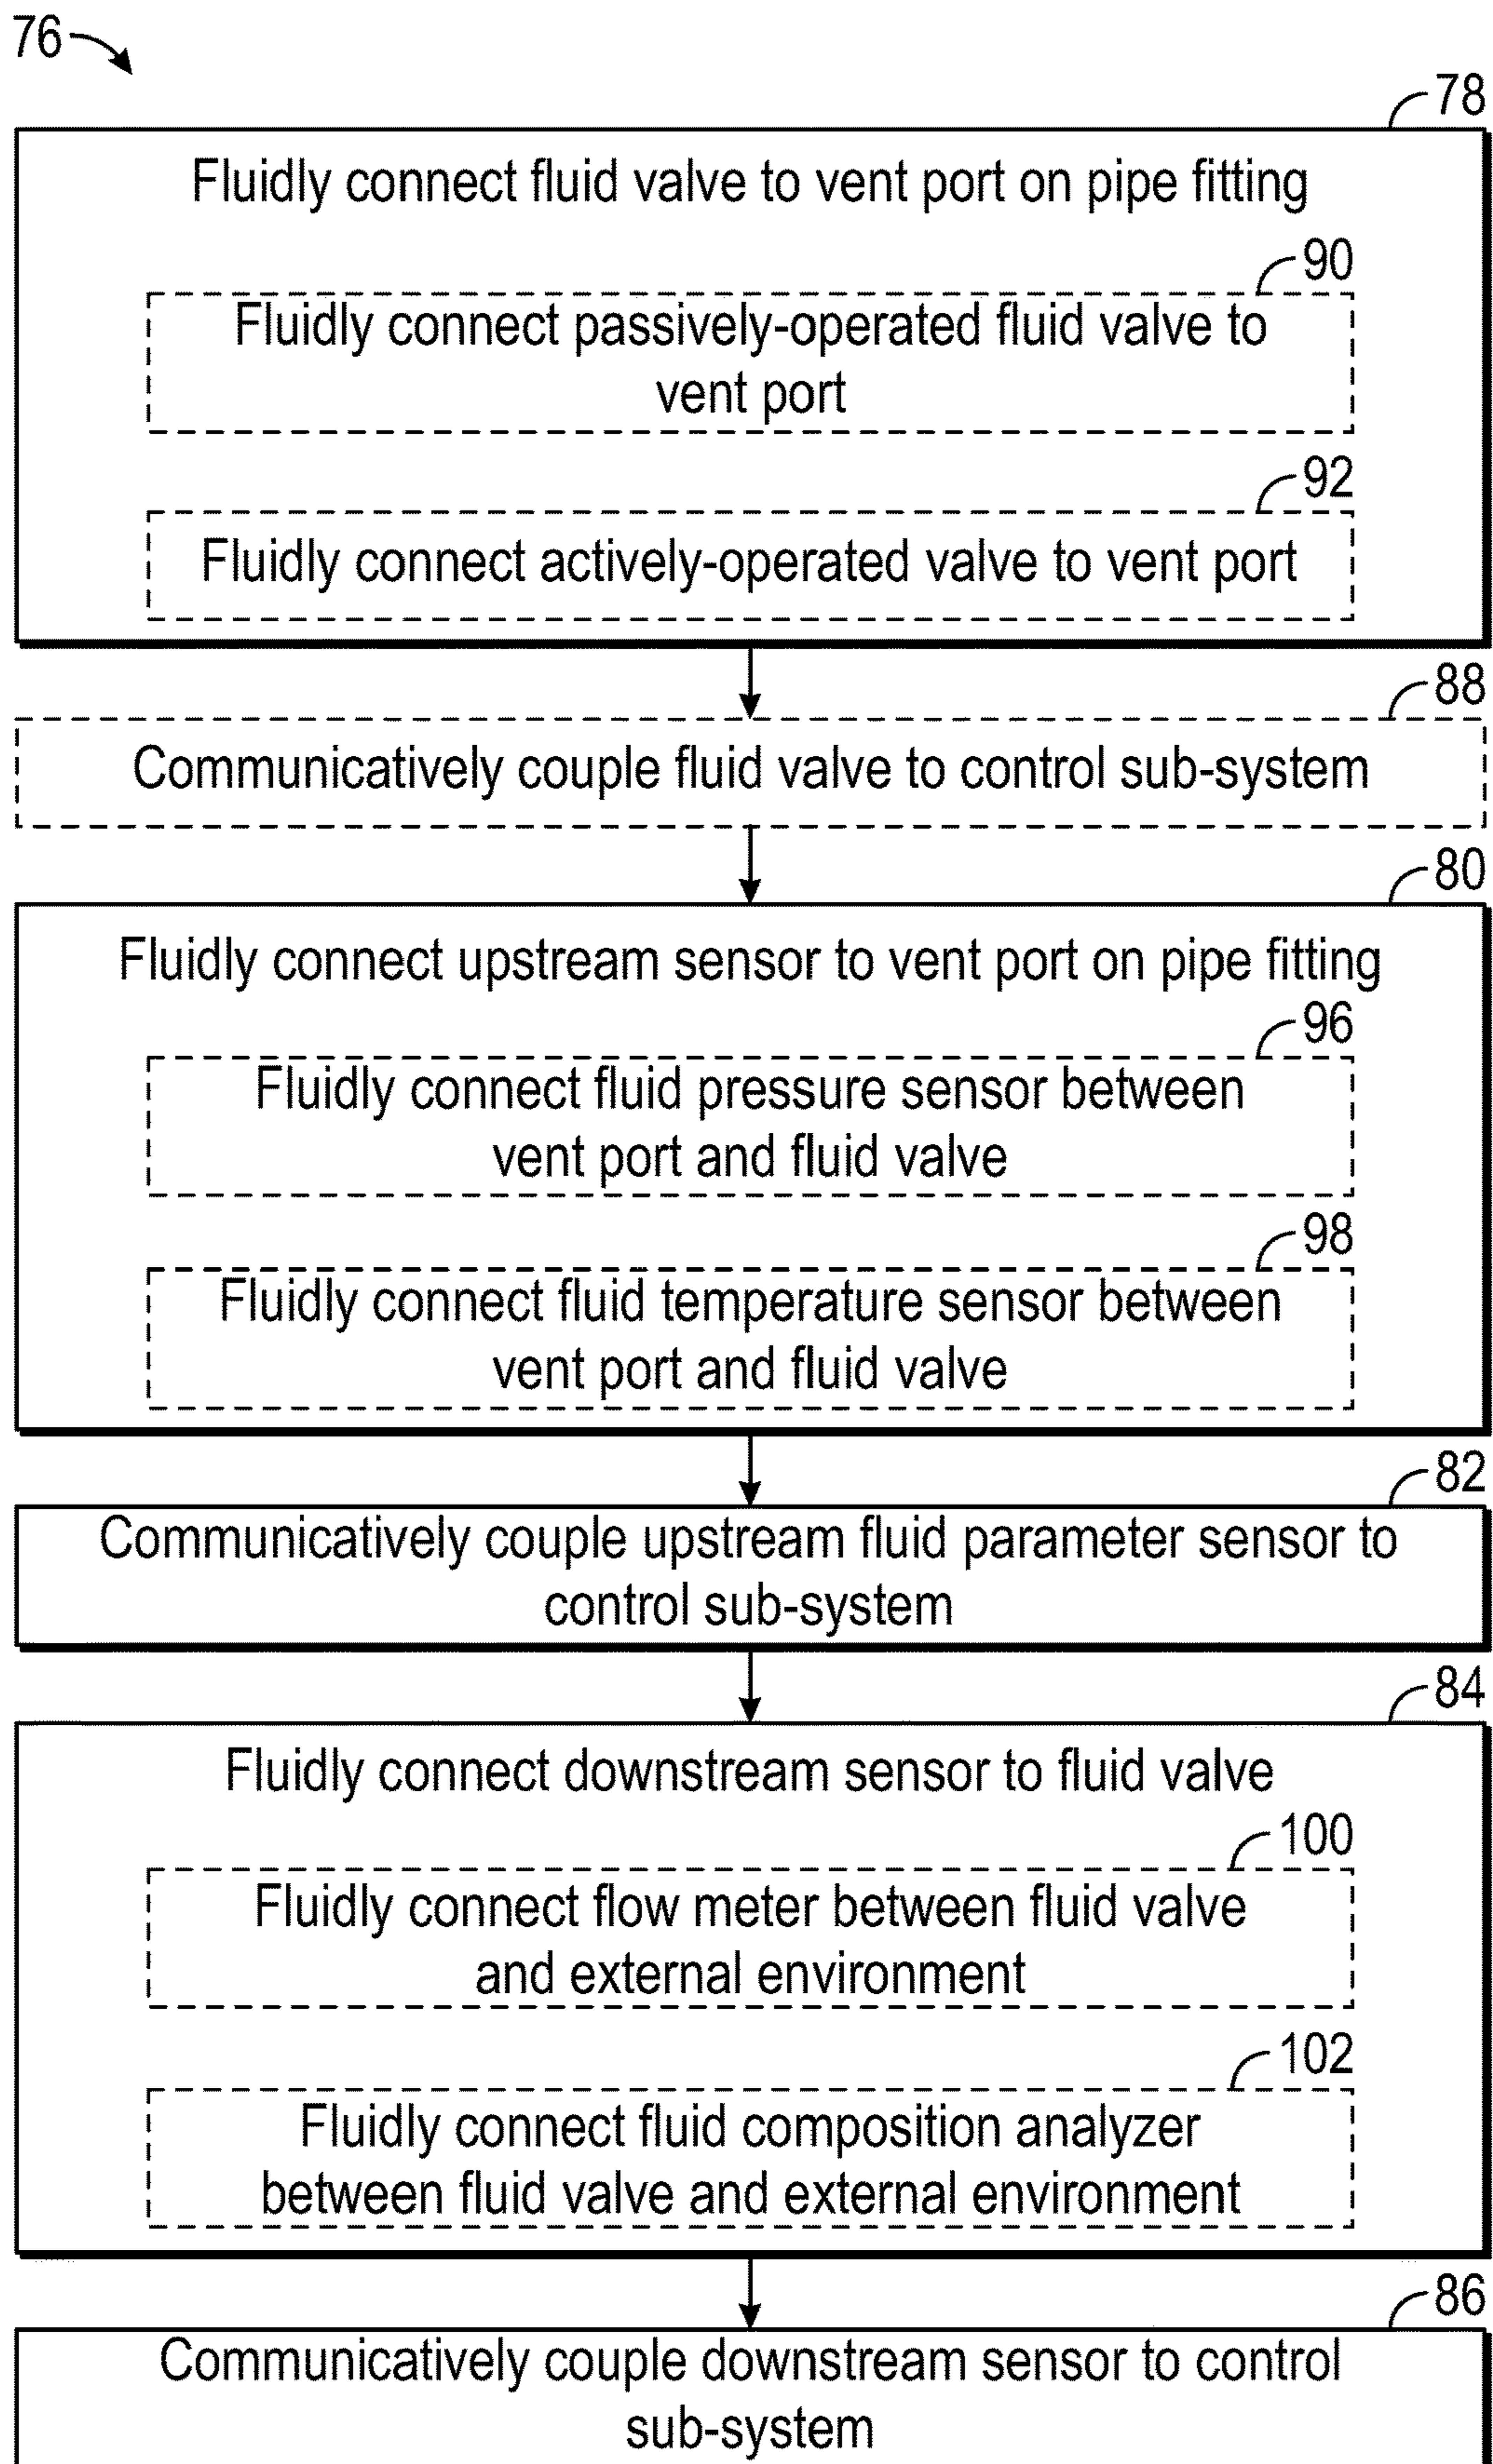 76
78
Fluidly connect fluid valve to vent port on pipe fitting
90
Fluidly connect passively-operated fluid valve to
vent port
92
Fluidly connect actively-operated valve to vent port
88
Communicatively couple fluid valve to control sub-system
80
Fluidly connect upstream sensor to vent port on pipe fitting
96
Fluidly connect fluid pressure sensor between
vent port and fluid valve
98
Fluidly connect fluid temperature sensor between
vent port and fluid valve
82
Communicatively couple upstream fluid parameter sensor to
control sub-system
84
Fluidly connect downstream sensor to fluid valve
100
Fluidly connect flow meter between fluid valve
and external environment
102
Fluidly connect fluid composition analyzer
between fluid valve and external environment
86
Communicatively couple downstream sensor to control
sub-system